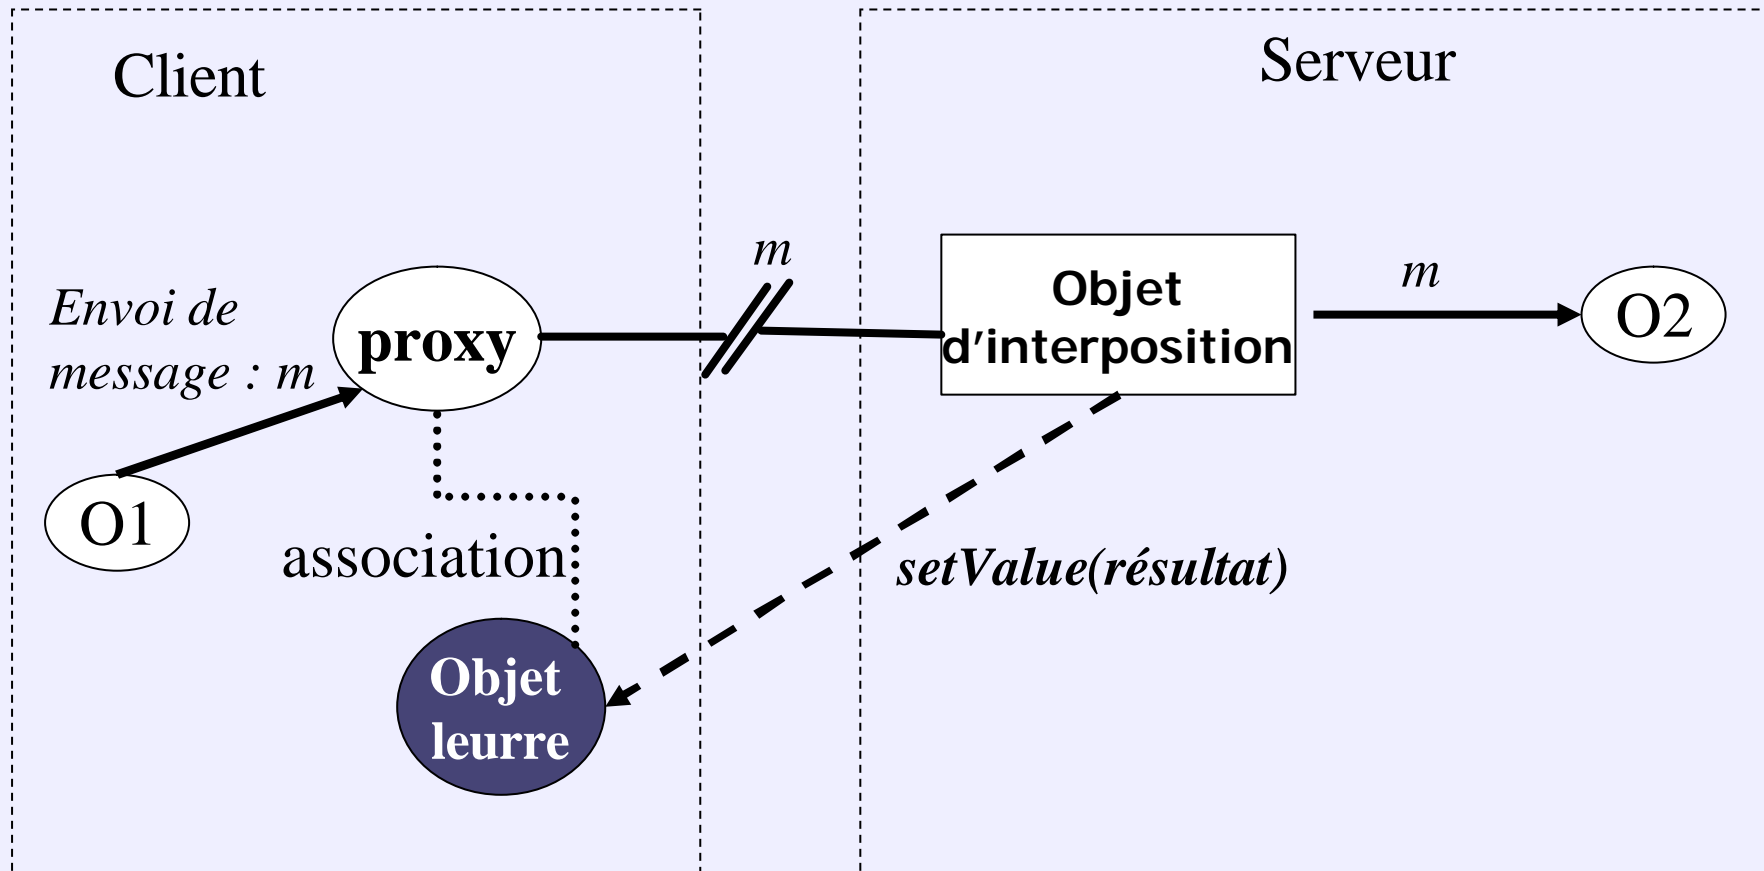 Client
Serveur
m
Envoi de
message : m
proxy
Objet
d'interposition
m
O2
O1
association
setValue(résultat)
Objet
leurre